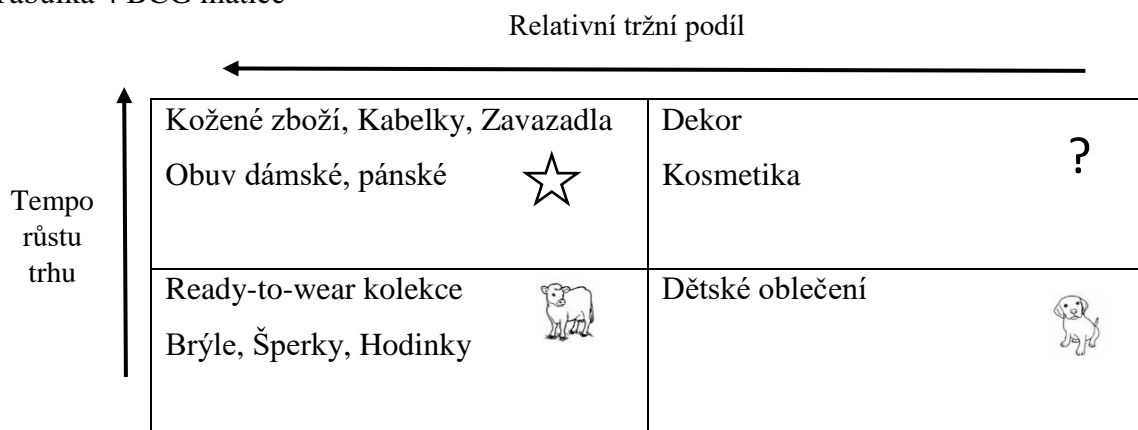 Tabulka 4 BCG matice
Relativní tržní podíl
Kožené zboží, Kabelky, Zavazadla
Obuv dámské, pánské
Dekor
Kosmetika
?
Tempo
růstu
trhu
Ready-to-wear kolekce
Brýle, Šperky, Hodinky
Dětské oblečení